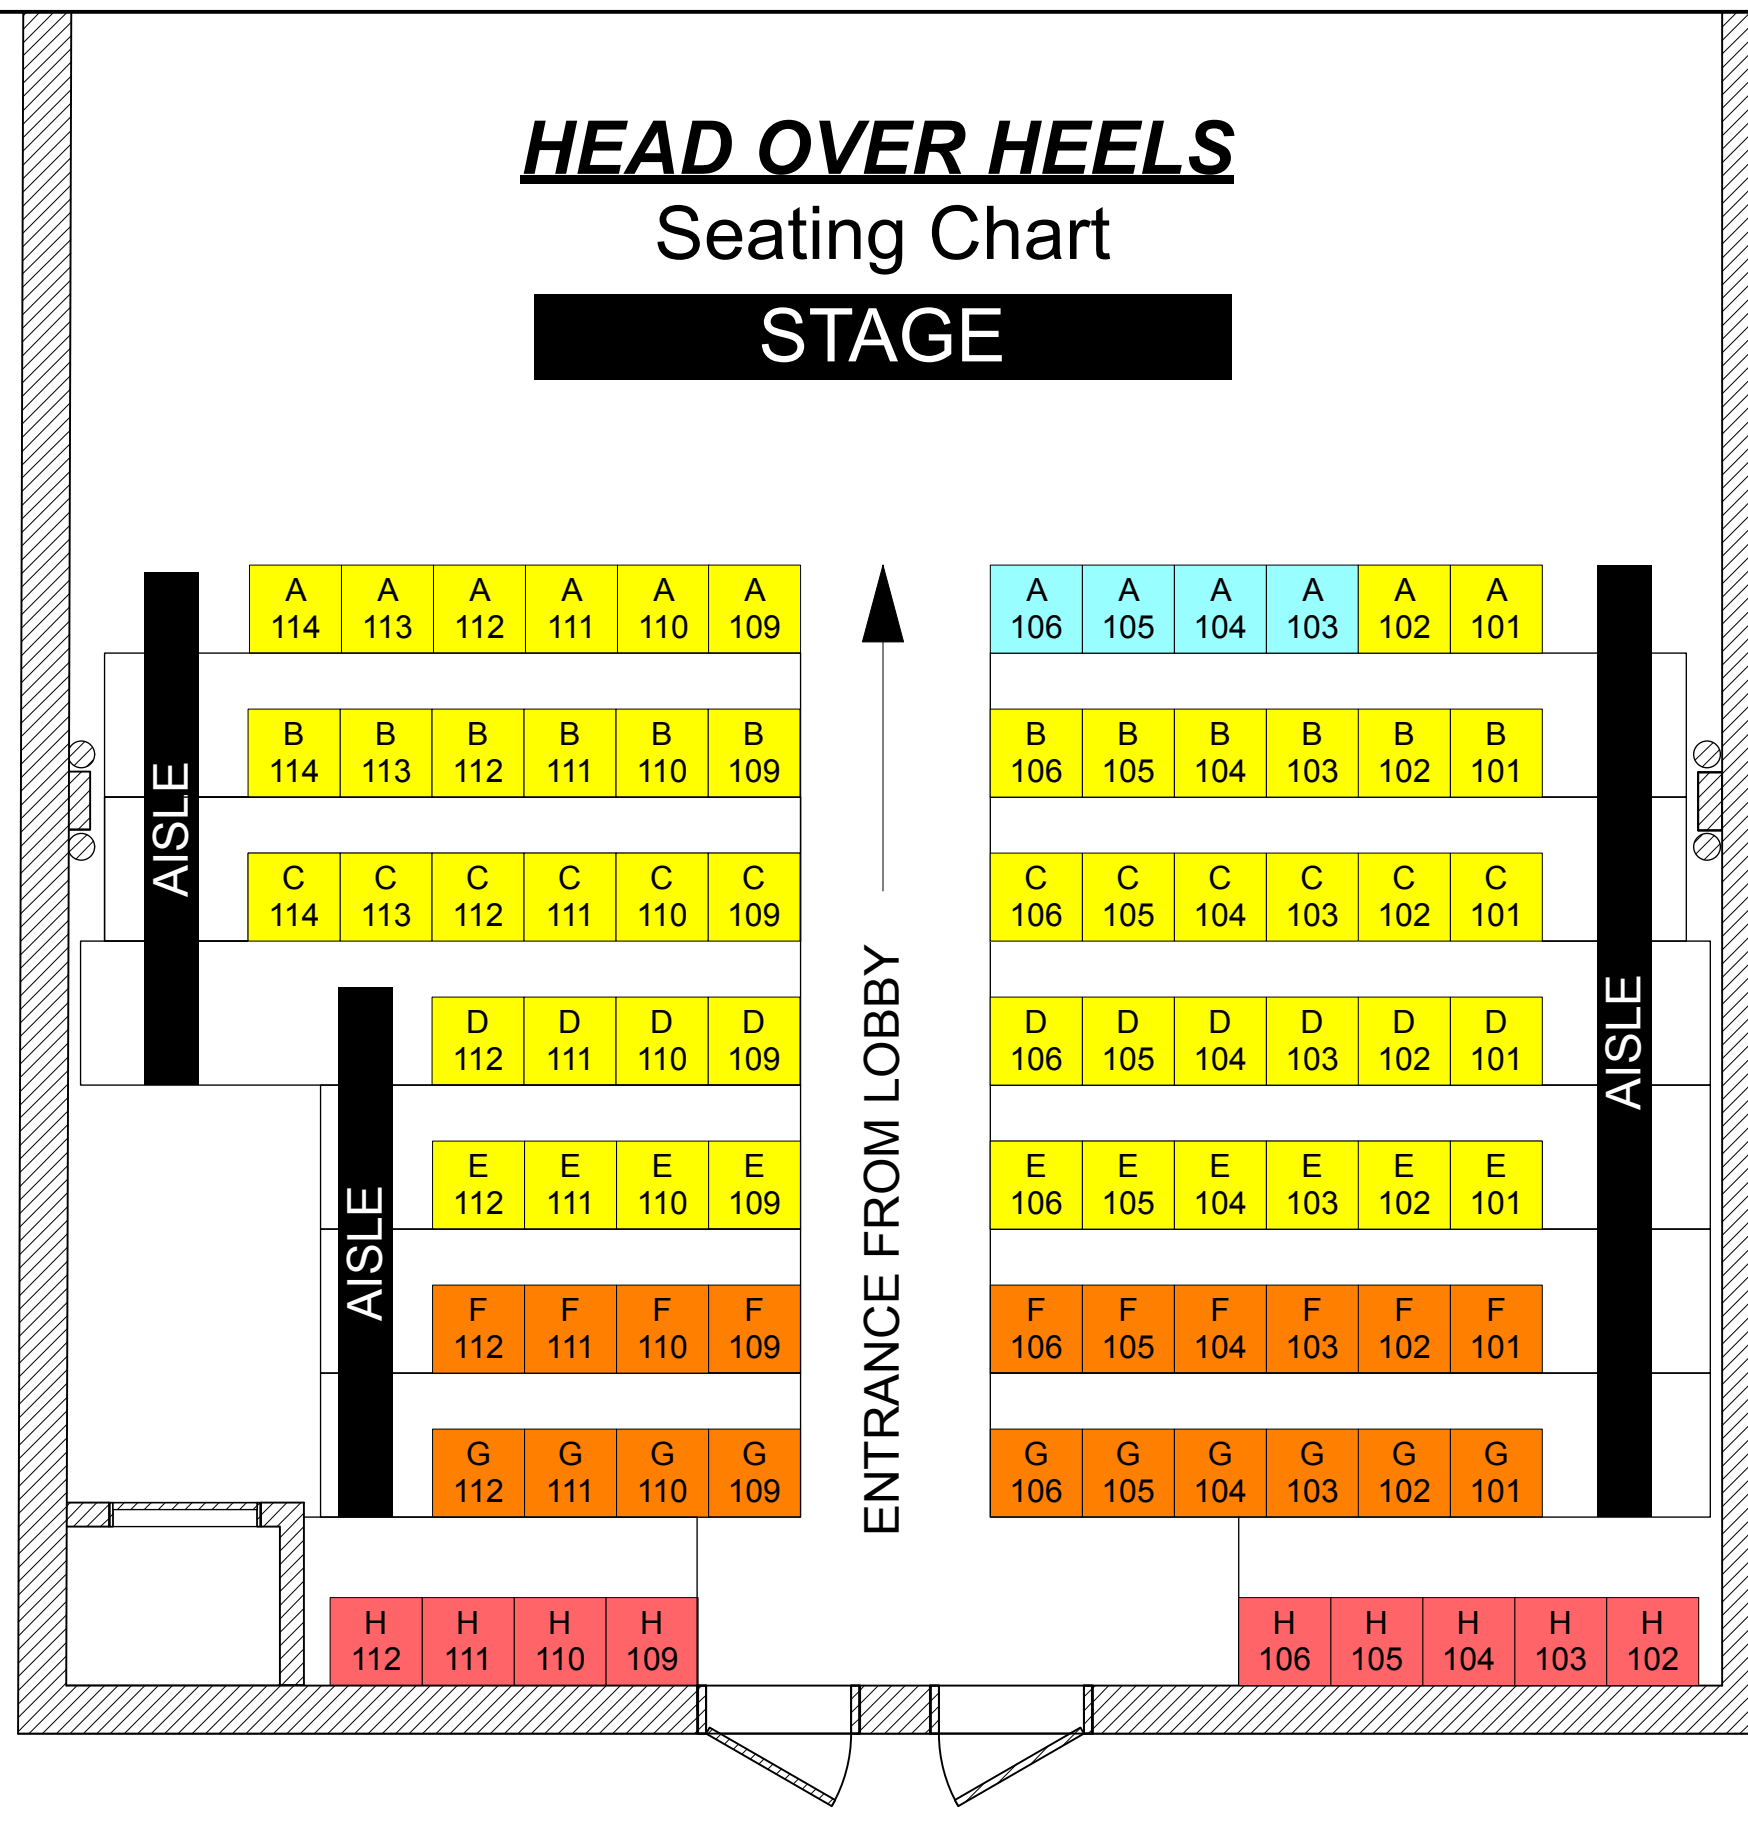 HEAD OVER HEELS
Seating Chart
STAGE
A A A A A A A A A A A A
114 113 112 111 110 109 106 105 104 103 102 101
B B B B B B B B B B B B
114 113 112 111 110 109 106 105 104 103 102 101
AISLE
C C C C C C C C C C C C
114 113 112 111 110 109 106 105 104 103 102 101
D D D D D D D D D D
112 111 110 109 106 105 104 103 102 101
AISLE
E E E E E E E E E E
112 111 110 109 106 105 104 103 102 101
AISLE
ENTRANCE FROM LOBBY
F F F F F F F F F F
112 111 110 109 106 105 104 103 102 101
G G G G G G G G G G
112 111 110 109 106 105 104 103 102 101
H H H H H H H H H
112 111 110 109 106 105 104 103 102